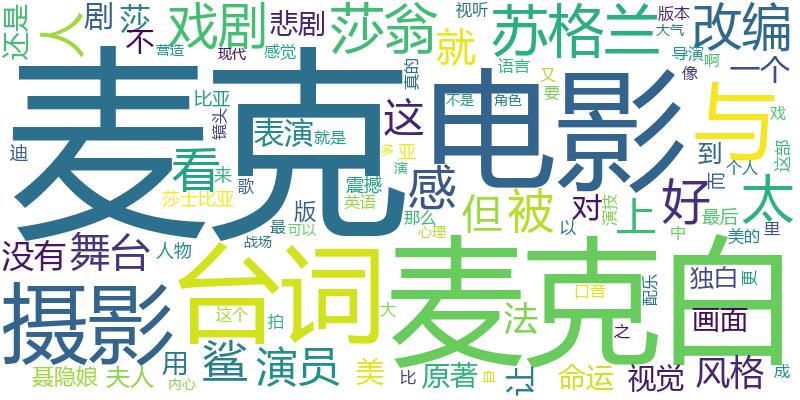 还是
人
剧
莎
不
戏剧
悲剧
莎翁
视听
就
苏格兰
版本
大气
改编
营造
现代
感觉
真的
语言
导演
啊
像
一个
麦克
电影
与
比亚
镜头
表演
就是
这
又
要
不是
角色
戏
这部
迪
看
来
多
亚
演
感
到
而
个人
莎士比亚
歌
震撼
英语
那么
但
被
对
演技
上
好
最后
太
里
没有
舞台
人物
版
最
可以
战场
心理
以
中
美的
摄影
台词
麦克白
独白
更
配乐
口音
这个
拍
大
法
之
画面
聂隐娘
夫人
用
内心
鲨
演员
美
比
原著
血
让
命运
视觉
风格
成